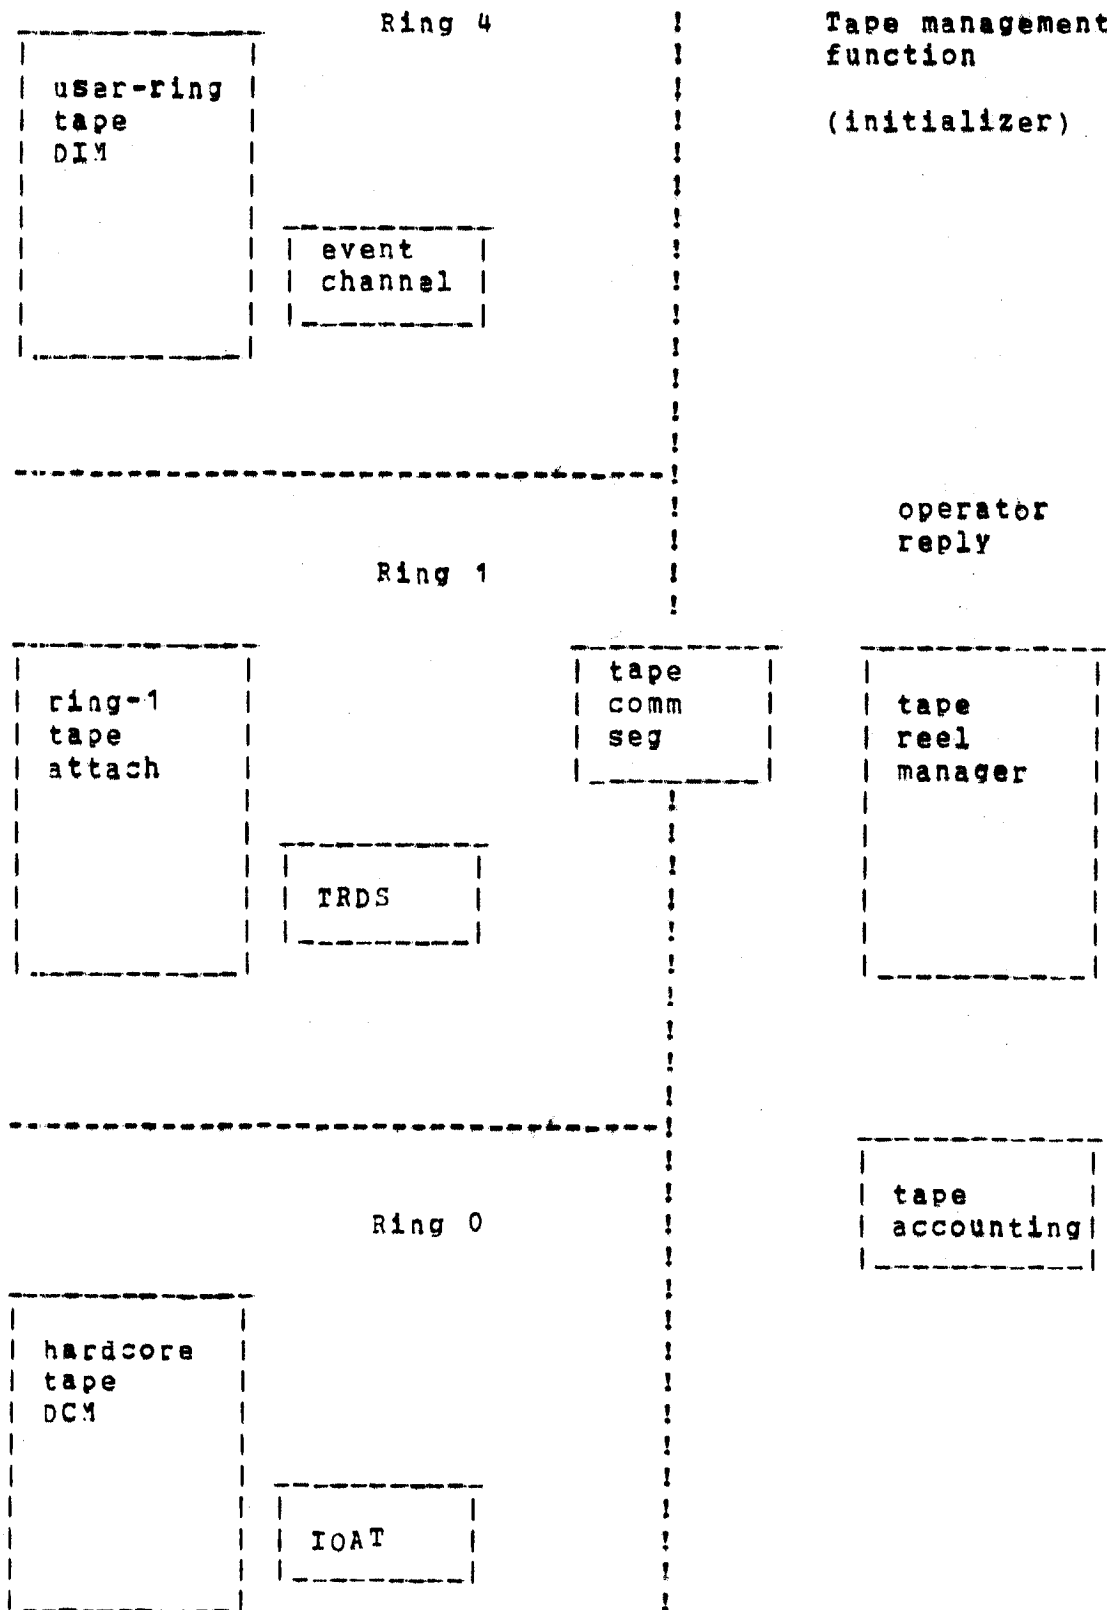 Ring 4
Tape management
function
(initializer)
user-ring
tape
DIM
event
channel
operator
reply
Ring 1
ring-1
tape
attach
tape
comm
seg
tape
reel
manager
TRDS
Ring 0
tape
accounting
hardcore
tape
DCM
IOAT